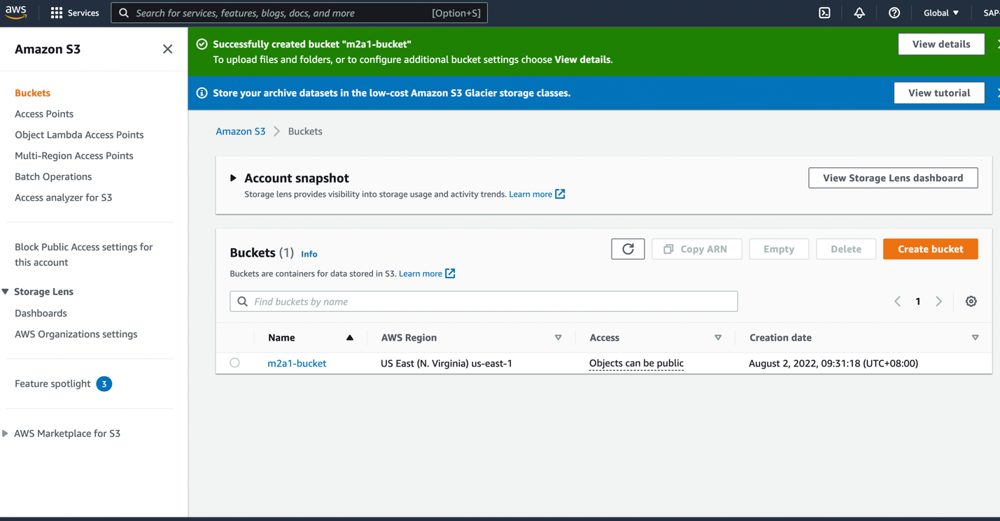 aws
Services
Search for services, features, blogs, docs, and more
[Option+S]
Global ▼
SAP-
Amazon S3
Buckets
Access Points
Object Lambda Access Points
Multi-Region Access Points
Batch Operations
Access analyzer for S3
Block Public Access settings for
this account
Storage Lens
Dashboards
AWS Organizations settings
Feature spotlight 3
AWS Marketplace for S3
Successfully created bucket "m2a1-bucket"
To upload files and folders, or to configure additional bucket settings choose View details.
View details
Store your archive datasets in the low-cost Amazon S3 Glacier storage classes.
View tutorial
Amazon S3 > Buckets
Account snapshot
Storage lens provides visibility into storage usage and activity trends. Learn more
View Storage Lens dashboard
Buckets (1) Info
Buckets are containers for data stored in S3. Learn more
Copy ARN
Empty
Delete
Create bucket
Find buckets by name
1
Name AWS Region Access Creation date
m2a1-bucket US East (N. Virginia) us-east-1 Objects can be public August 2, 2022, 09:31:18 (UTC+08:00)